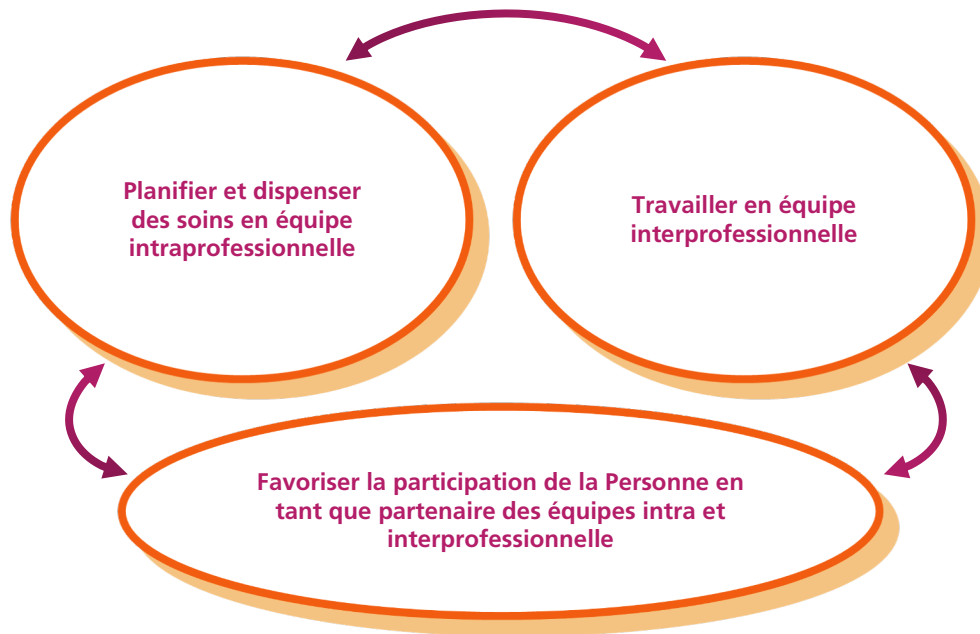 Planifier et dispenser
des soins en équipe
intraprofessionnelle
Travailler en équipe
interprofessionnelle
Favoriser la participation de la Personne en
tant que partenaire des équipes intra et
interprofessionnelle